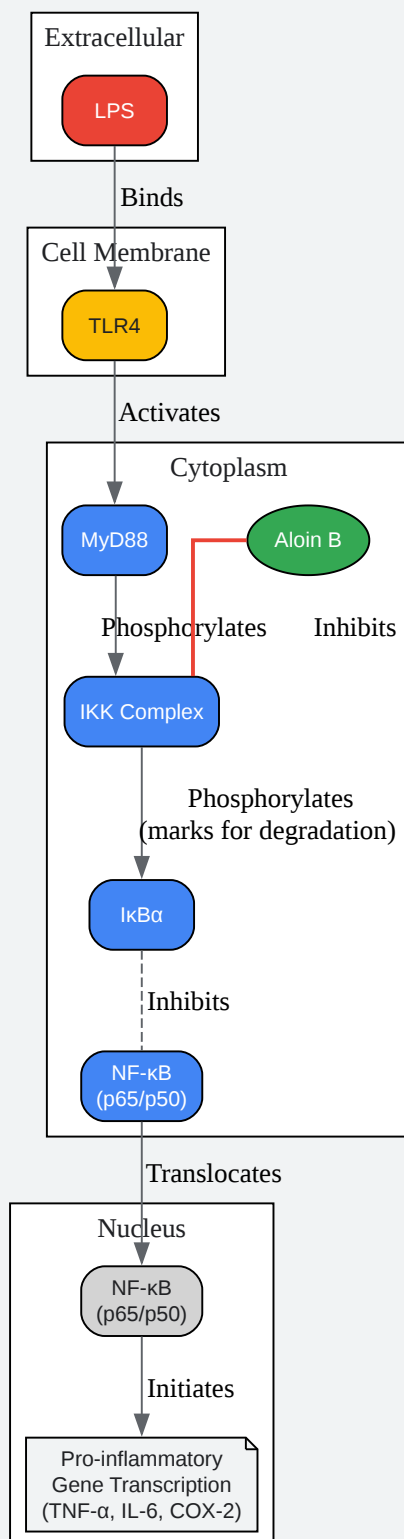 Extracellular
LPS
Binds
Cell Membrane
TLR4
Activates
Cytoplasm
MyD88
Aloin B
Phosphorylates
Inhibits
IKK Complex
Phosphorylates
(marks for degradation)
IκBα
Inhibits
NF-κB
(p65/p50)
Translocates
Nucleus
NF-κB
(p65/p50)
Initiates
Pro-inflammatory
Gene Transcription
(TNF-α, IL-6, COX-2)